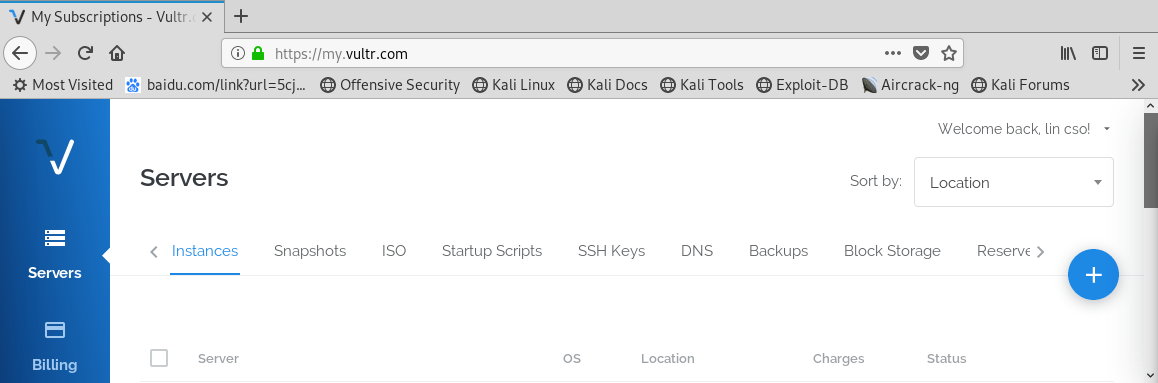 My Subscriptions - Vultr.c
https://my.vultr.com
Most Visited baidu.com/link?url=5cj... Offensive Security Kali Linux Kali Docs Kali Tools Exploit-DB Aircrack-ng Kali Forums
Welcome back, lin cso!
Servers
Sort by: Location
Instances Snapshots ISO Startup Scripts SSH Keys DNS Backups Block Storage Reserve
Servers
Billing
Server OS Location Charges Status